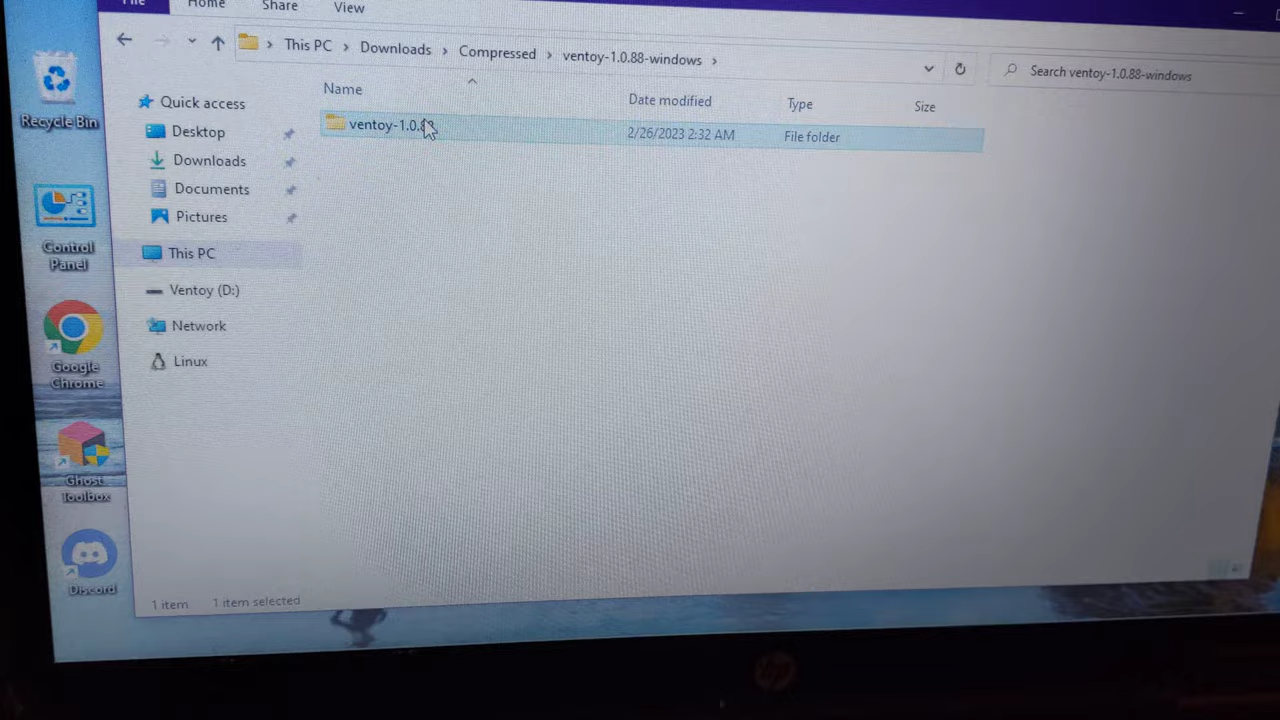 File
Home
Share
View
This PC
Downloads
Compressed
ventoy-1.0.88-windows
Search ventoy-1.0.88-windows
Recycle Bin
Control
Panel
Google
Chrome
Ghost
Toolbox
Discord
Quick access
Desktop
Downloads
Documents
Pictures
This PC
Ventoy (D:)
Network
Linux
Name
Date modified
Type
Size
ventoy-1.0.88
2/26/2023 2:32 AM
File folder
1 item
1 item selected
hp